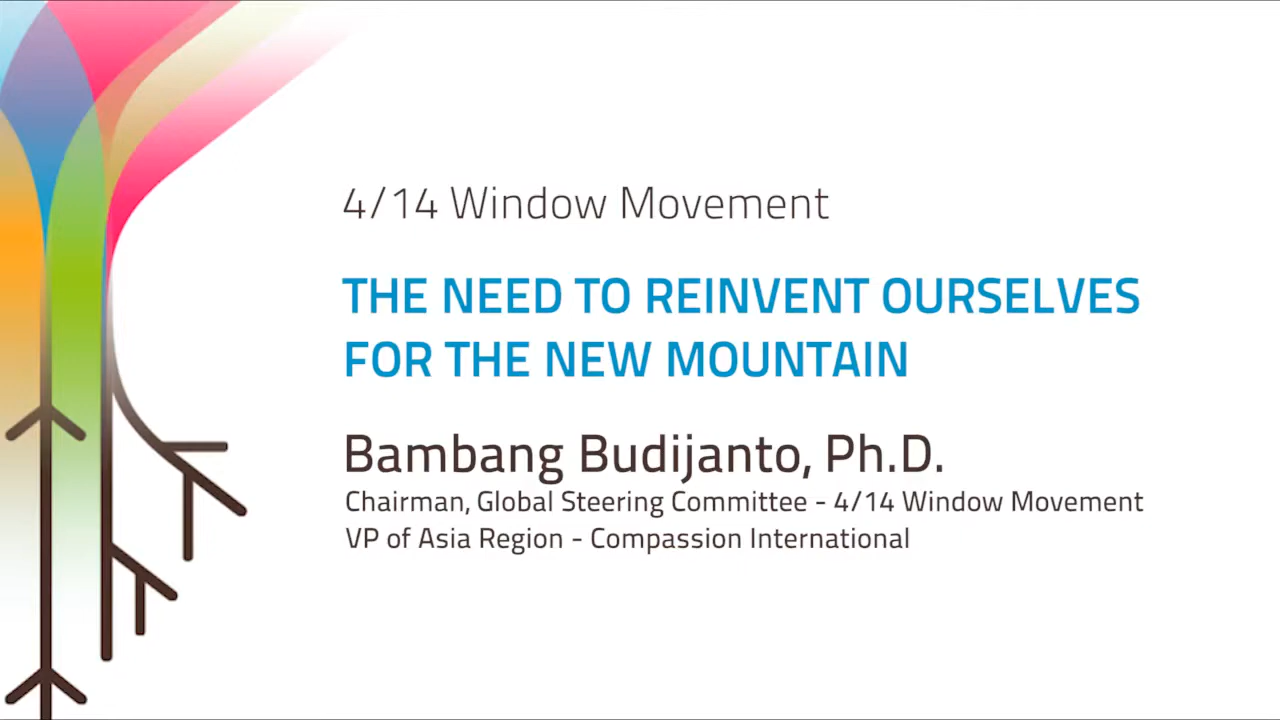 4/14 Window Movement
THE NEED TO REINVENT OURSELVES
FOR THE NEW MOUNTAIN
Bambang Budijanto, Ph.D.
Chairman, Global Steering Committee - 4/14 Window Movement
VP of Asia Region - Compassion International